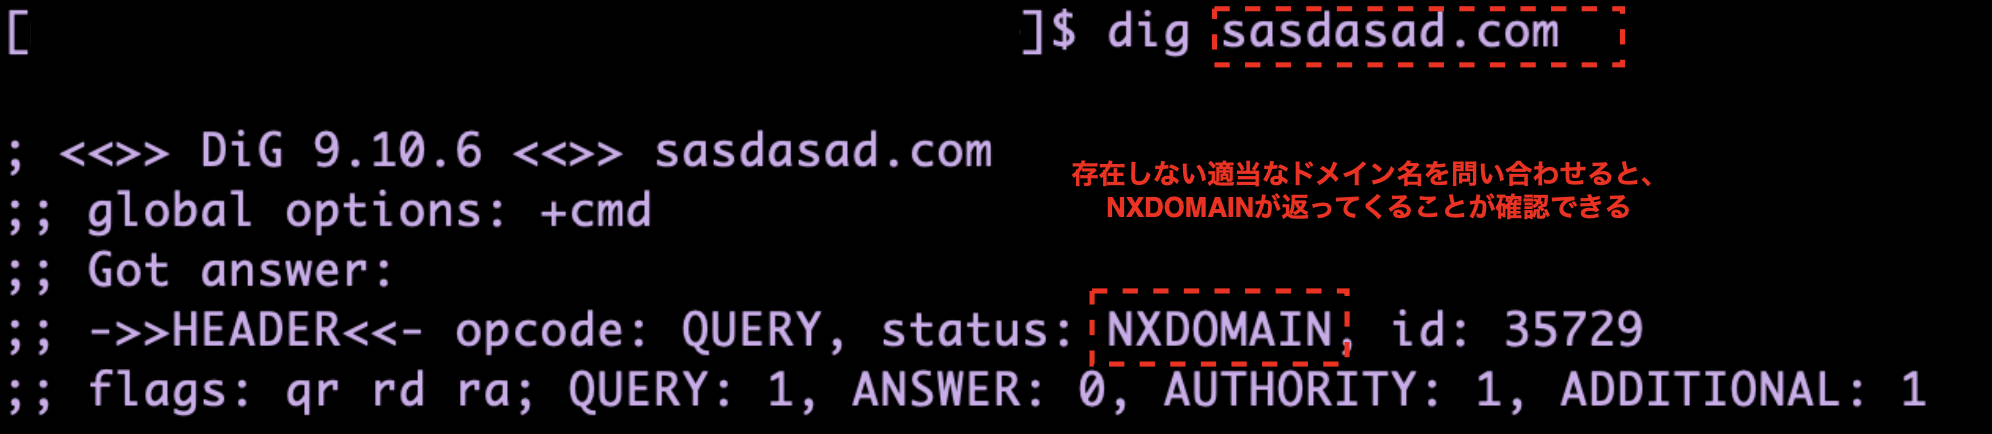 [ ]$ dig sasdasad.com
; <<>> DiG 9.10.6 <<>> sasdasad.com
存在しない適当なドメイン名を問い合わせると、
NXDOMAINが返ってくることが確認できる
;; global options: +cmd
;; Got answer:
;; ->>HEADER<<- opcode: QUERY, status: NXDOMAIN, id: 35729
;; flags: qr rd ra; QUERY: 1, ANSWER: 0, AUTHORITY: 1, ADDITIONAL: 1